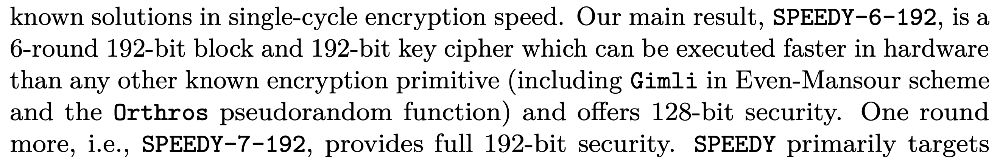 known solutions in single-cycle encryption speed. Our main result, SPEEDY-6-192, is a
6-round 192-bit block and 192-bit key cipher which can be executed faster in hardware
than any other known encryption primitive (including Gimli in Even-Mansour scheme
and the Orthros pseudorandom function) and offers 128-bit security. One round
more, i.e., SPEEDY-7-192, provides full 192-bit security. SPEEDY primarily targets